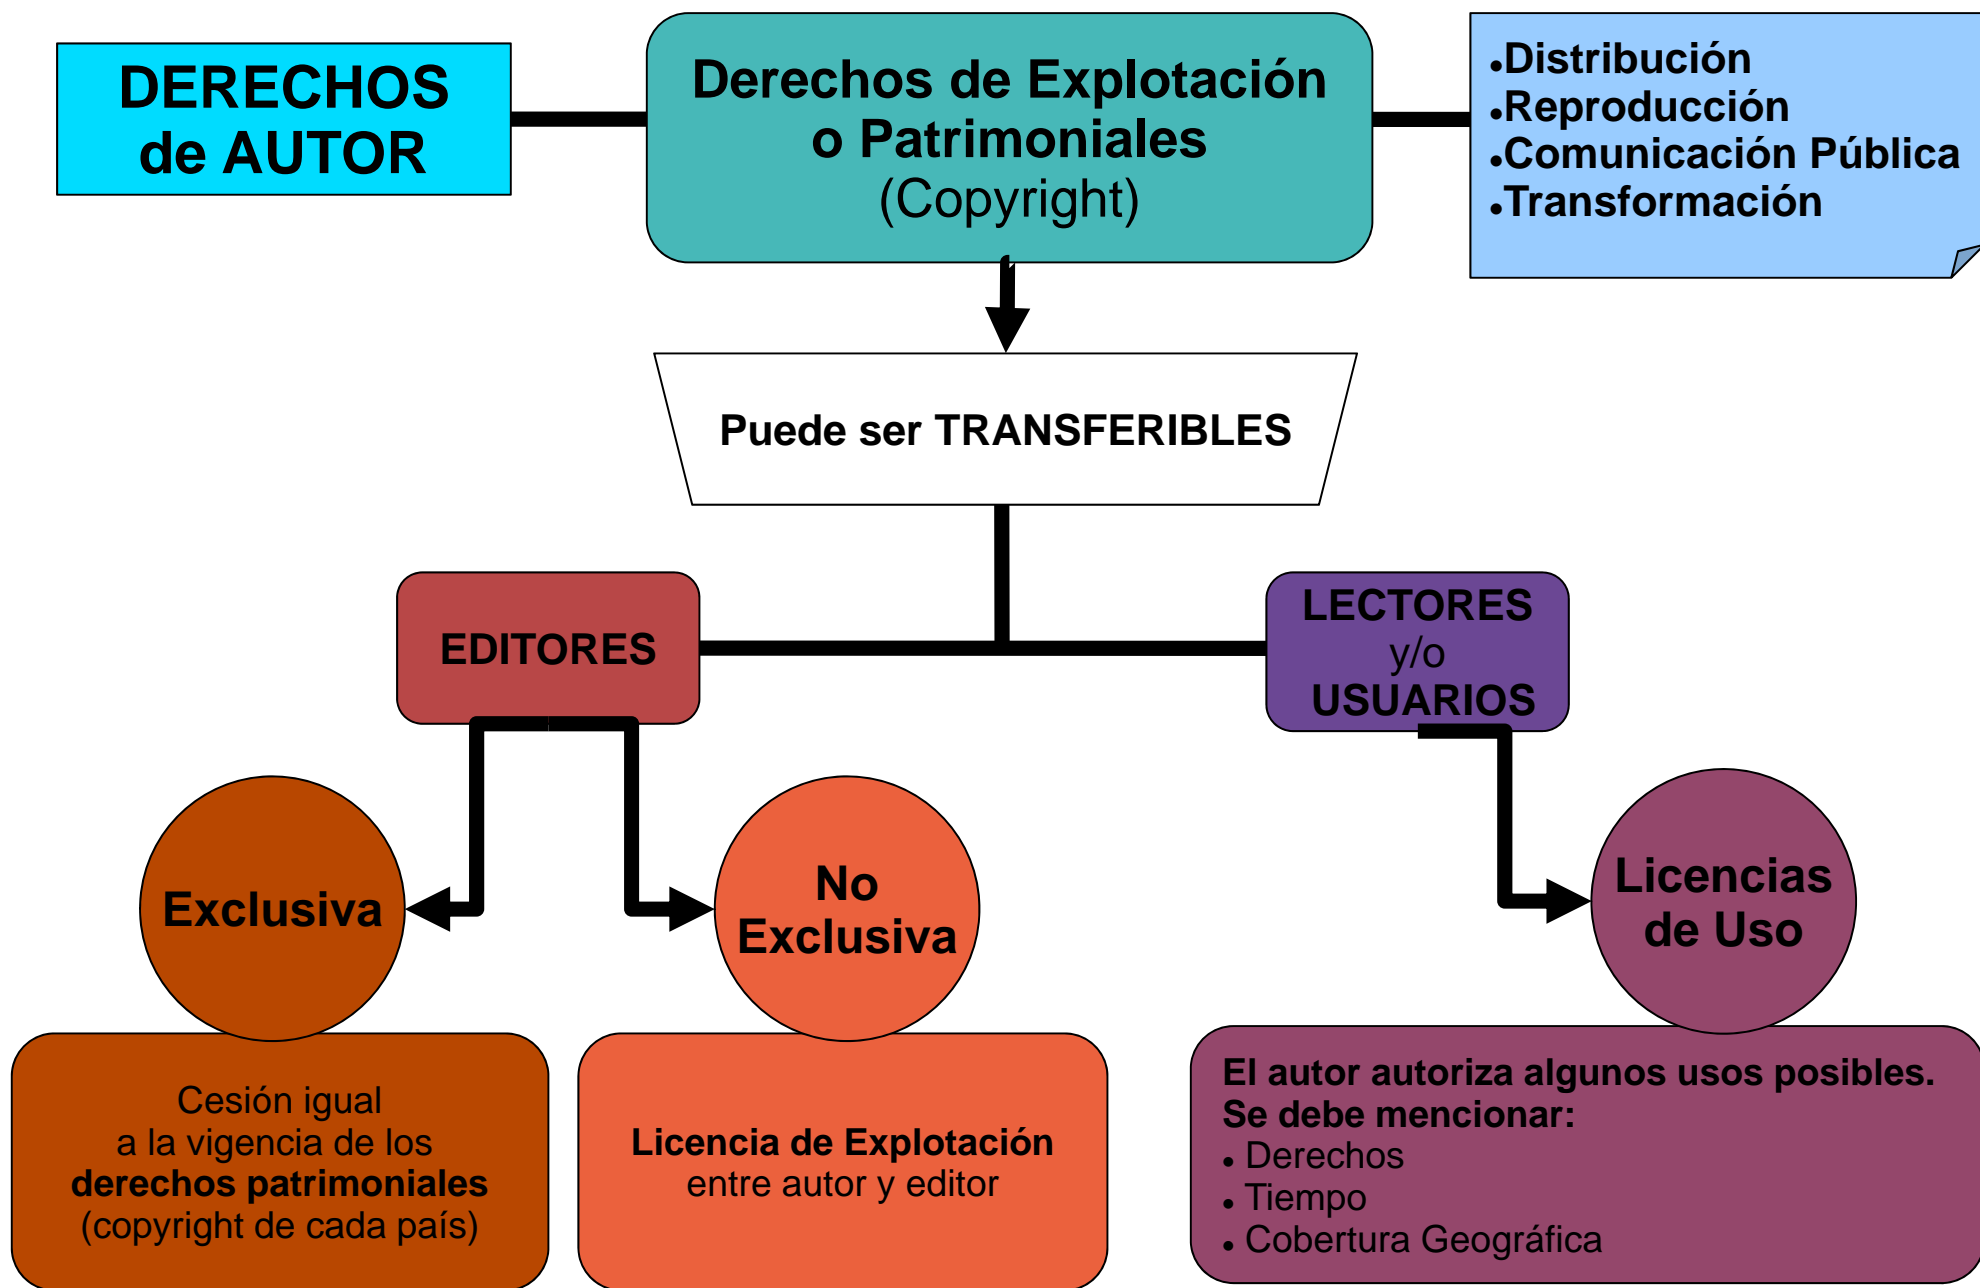 DERECHOS
de AUTOR
Derechos de Explotación
o Patrimoniales
(Copyright)
•Distribución
•Reproducción
•Comunicación Pública
•Transformación
Puede ser TRANSFERIBLES
EDITORES
LECTORES
y/o
USUARIOS
Exclusiva
No
Exclusiva
Licencias
de Uso
Cesión igual
a la vigencia de los
derechos patrimoniales
(copyright de cada país)
Licencia de Explotación
entre autor y editor
El autor autoriza algunos usos posibles.
Se debe mencionar:
• Derechos
• Tiempo
• Cobertura Geográfica